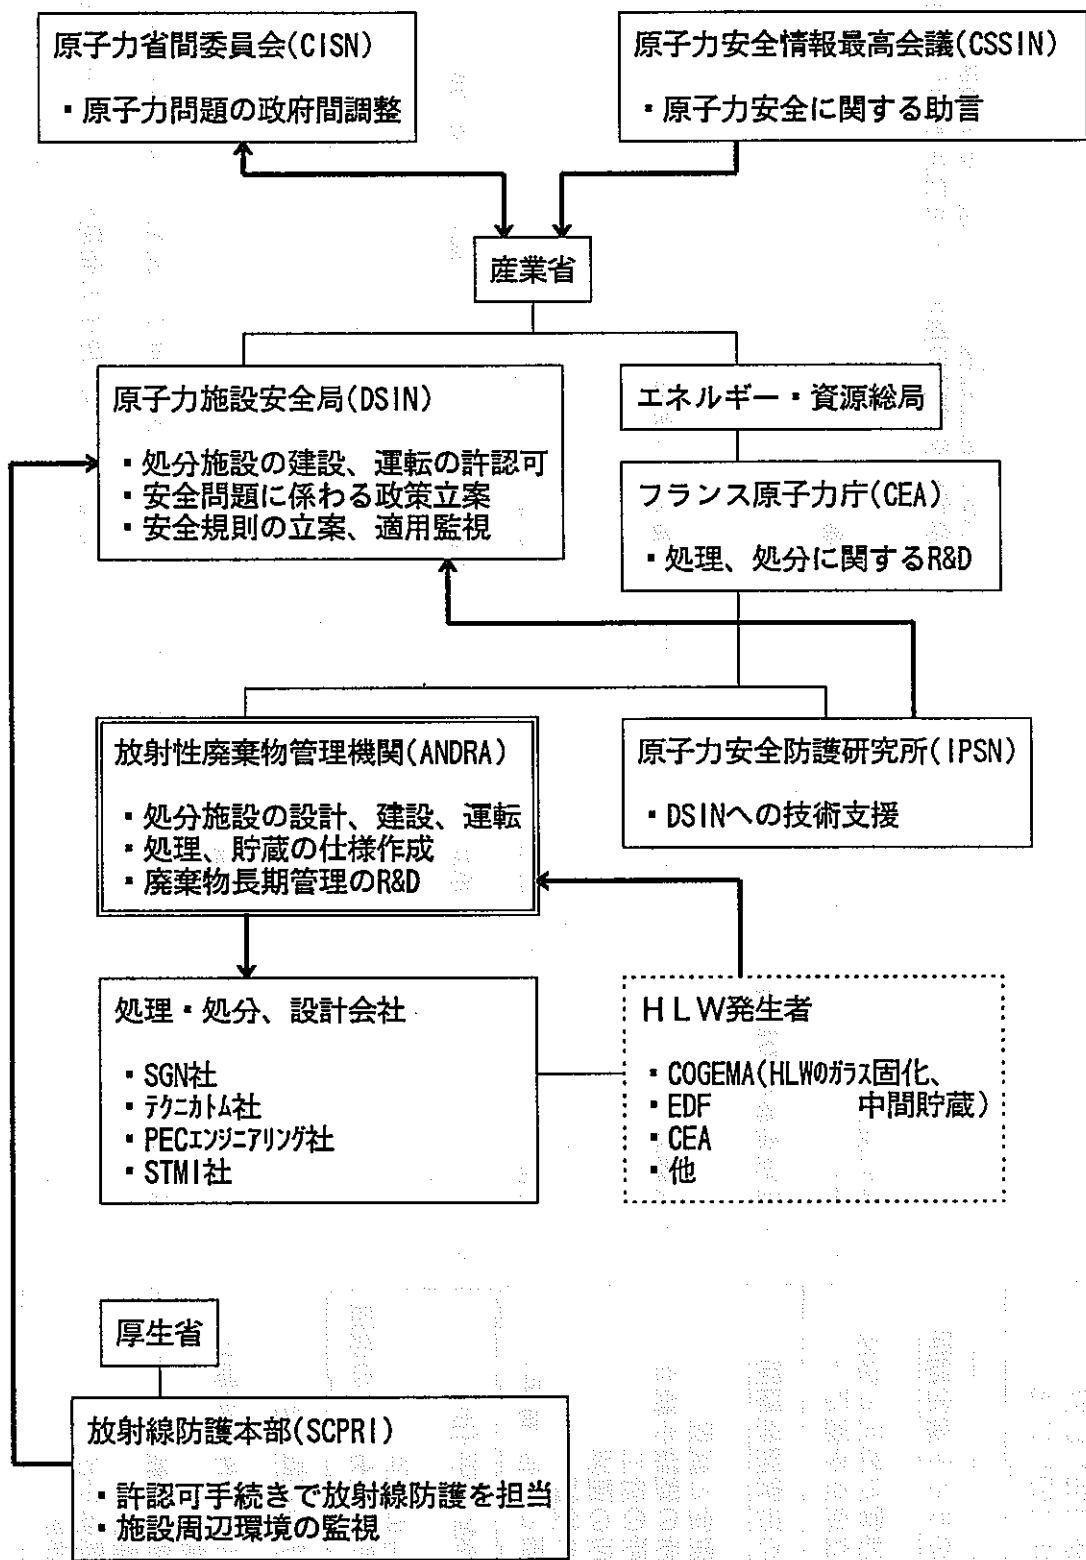 原子力省間委員会(CISN)
・原子力問題の政府間調整
原子力安全情報最高会議(CSSIN)
・原子力安全に関する助言
産業省
原子力施設安全局(DSIN)
・処分施設の建設、運転の許認可
・安全問題に係わる政策立案
・安全規則の立案、適用監視
エネルギー・資源総局
フランス原子力庁(CEA)
・処理、処分に関するR&D
放射性廃棄物管理機関(ANDRA)
・処分施設の設計、建設、運転
・処理、貯蔵の仕様作成
・廃棄物長期管理のR&D
原子力安全防護研究所(IPSN)
・DSINへの技術支援
処理・処分、設計会社
・SGN社
・テクニカトム社
・PECエンジニアリング社
・STMI社
HLW発生者
・COGEMA(HLWのガラス固化、
・EDF 中間貯蔵)
・CEA
・他
厚生省
放射線防護本部(SCPRI)
・許認可手続きで放射線防護を担当
・施設周辺環境の監視